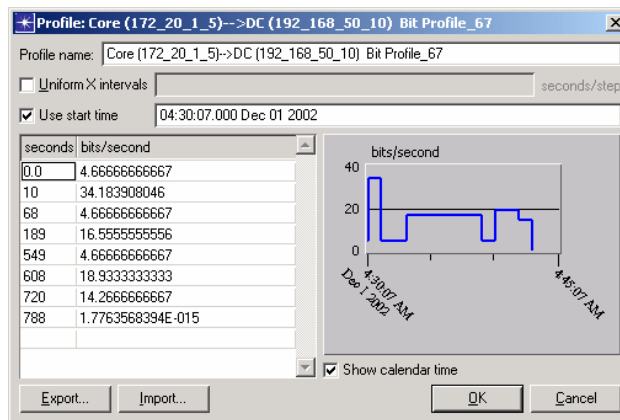 Profile: Core (172_20_1_5)-->DC (192_168_50_10) Bit Profile_67
Profile name: Core (172_20_1_5)-->DC (192_168_50_10) Bit Profile_67
Uniform X intervals seconds/step
Use start time 04:30:07.000 Dec 01 2002
seconds bits/second
0.0 4.66666666667
10 34.183908046
68 4.66666666667
189 16.5555555556
549 4.66666666667
608 18.9333333333
720 14.2666666667
788 1.7763568394E-015
bits/second
40
20
0
4:30:07 AM
Dec 1 2002
4:45:07 AM
Show calendar time
Export... Import... OK Cancel